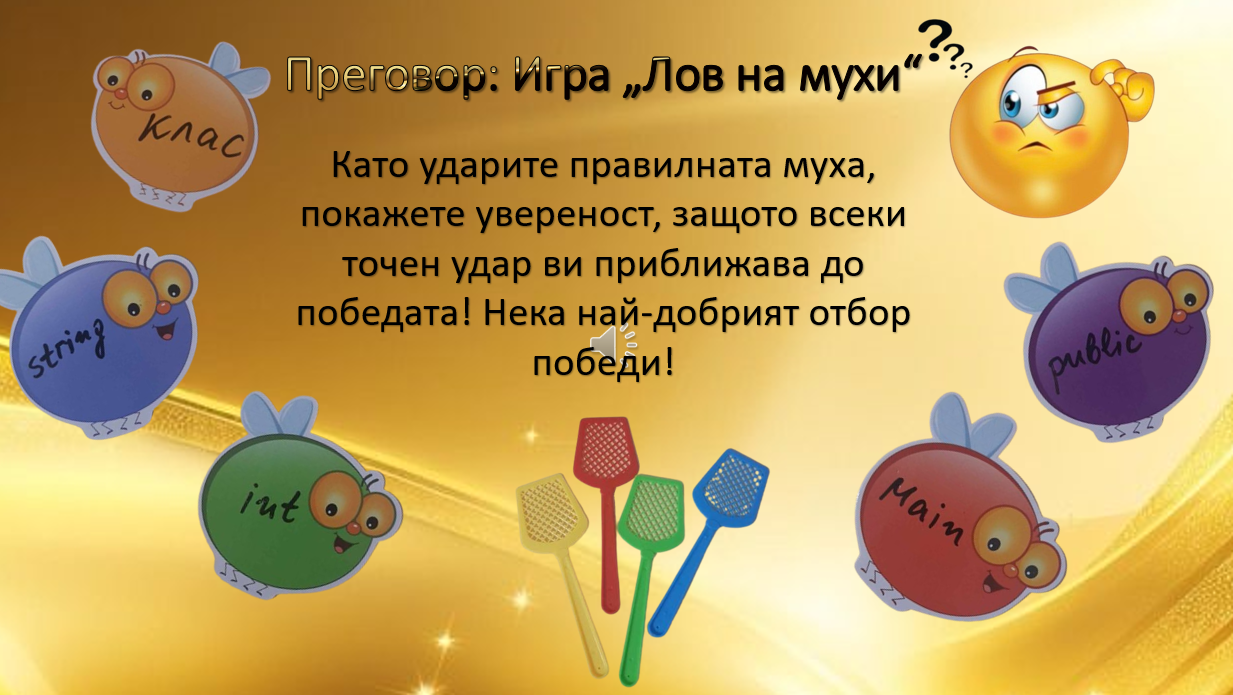 Преговор: Игра „Лов на мухи“
???
Като ударите правилната муха,
покажете увереност, защото всеки
точен удар ви приближава до
победата! Нека най-добрият отбор
победи!
клас
string
int
public
Main